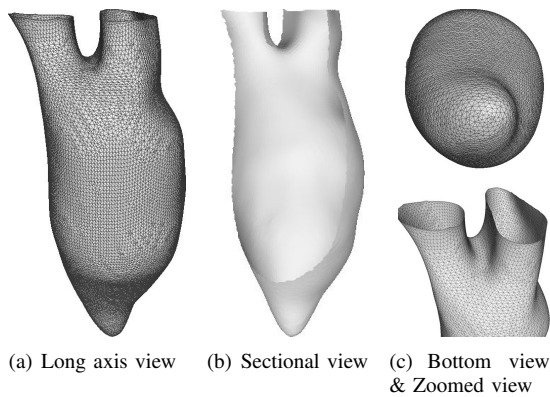 (a) Long axis view
(b) Sectional view
(c) Bottom view
& Zoomed view